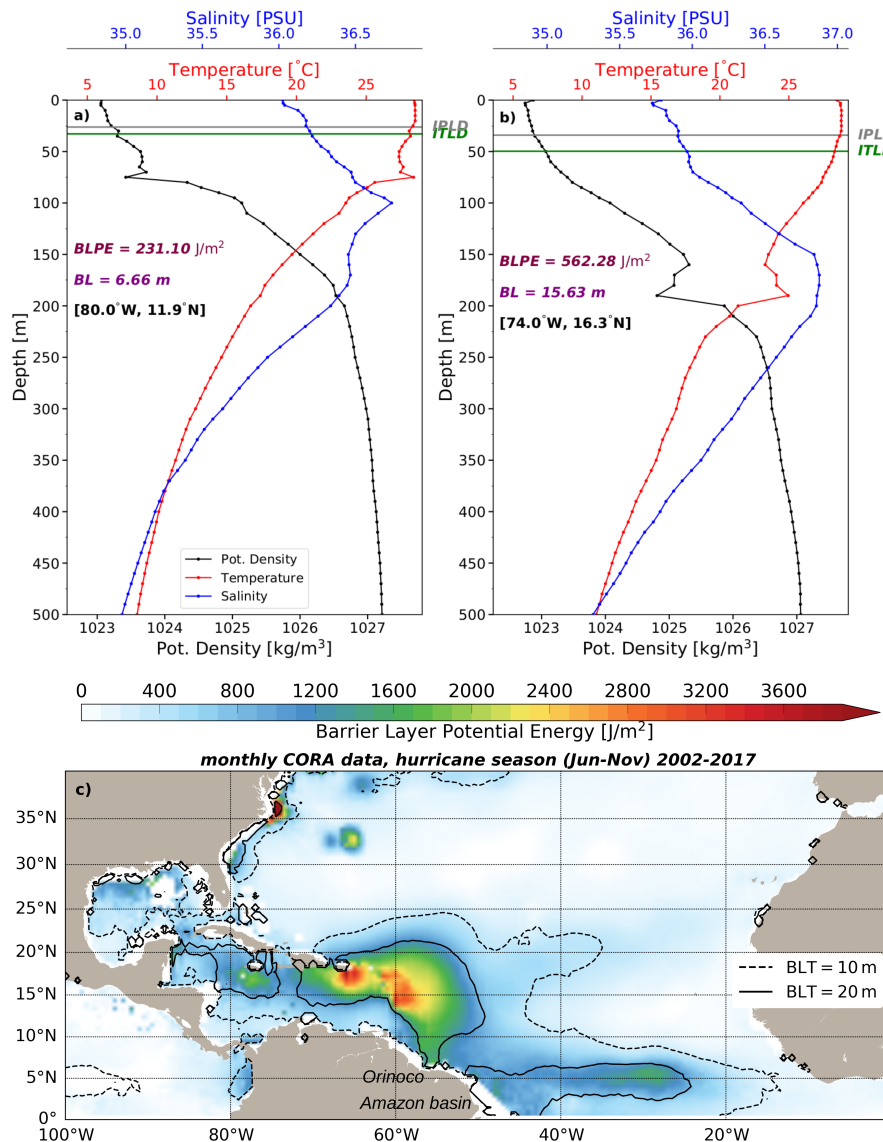 Salinity [PSU]
35.0 35.5 36.0 36.5
Temperature [°C]
5 10 15 20 25
a)
IPLD
ITLD
0
50
100
150
200
250
300
350
400
450
500
Depth [m]
BLPE = 231.10 J/m²
BL = 6.66 m
[80.0°W, 11.9°N]
Pot. Density
Temperature
Salinity
1023 1024 1025 1026 1027
Pot. Density [kg/m³]
Salinity [PSU]
35.0 35.5 36.0 36.5 37.0
Temperature [°C]
5 10 15 20 25
b)
IPL
ITL
0
50
100
150
200
250
300
350
400
450
500
Depth [m]
BLPE = 562.28 J/m²
BL = 15.63 m
[74.0°W, 16.3°N]
1023 1024 1025 1026 1027
Pot. Density [kg/m³]
0 400 800 1200 1600 2000 2400 2800 3200 3600
Barrier Layer Potential Energy [J/m²]
monthly CORA data, hurricane season (Jun-Nov) 2002-2017
c)
35°N
30°N
25°N
20°N
15°N
10°N
5°N
0°
BLT = 10 m
BLT = 20 m
Orinoco
Amazon basin
100°W 80°W 60°W 40°W 20°W